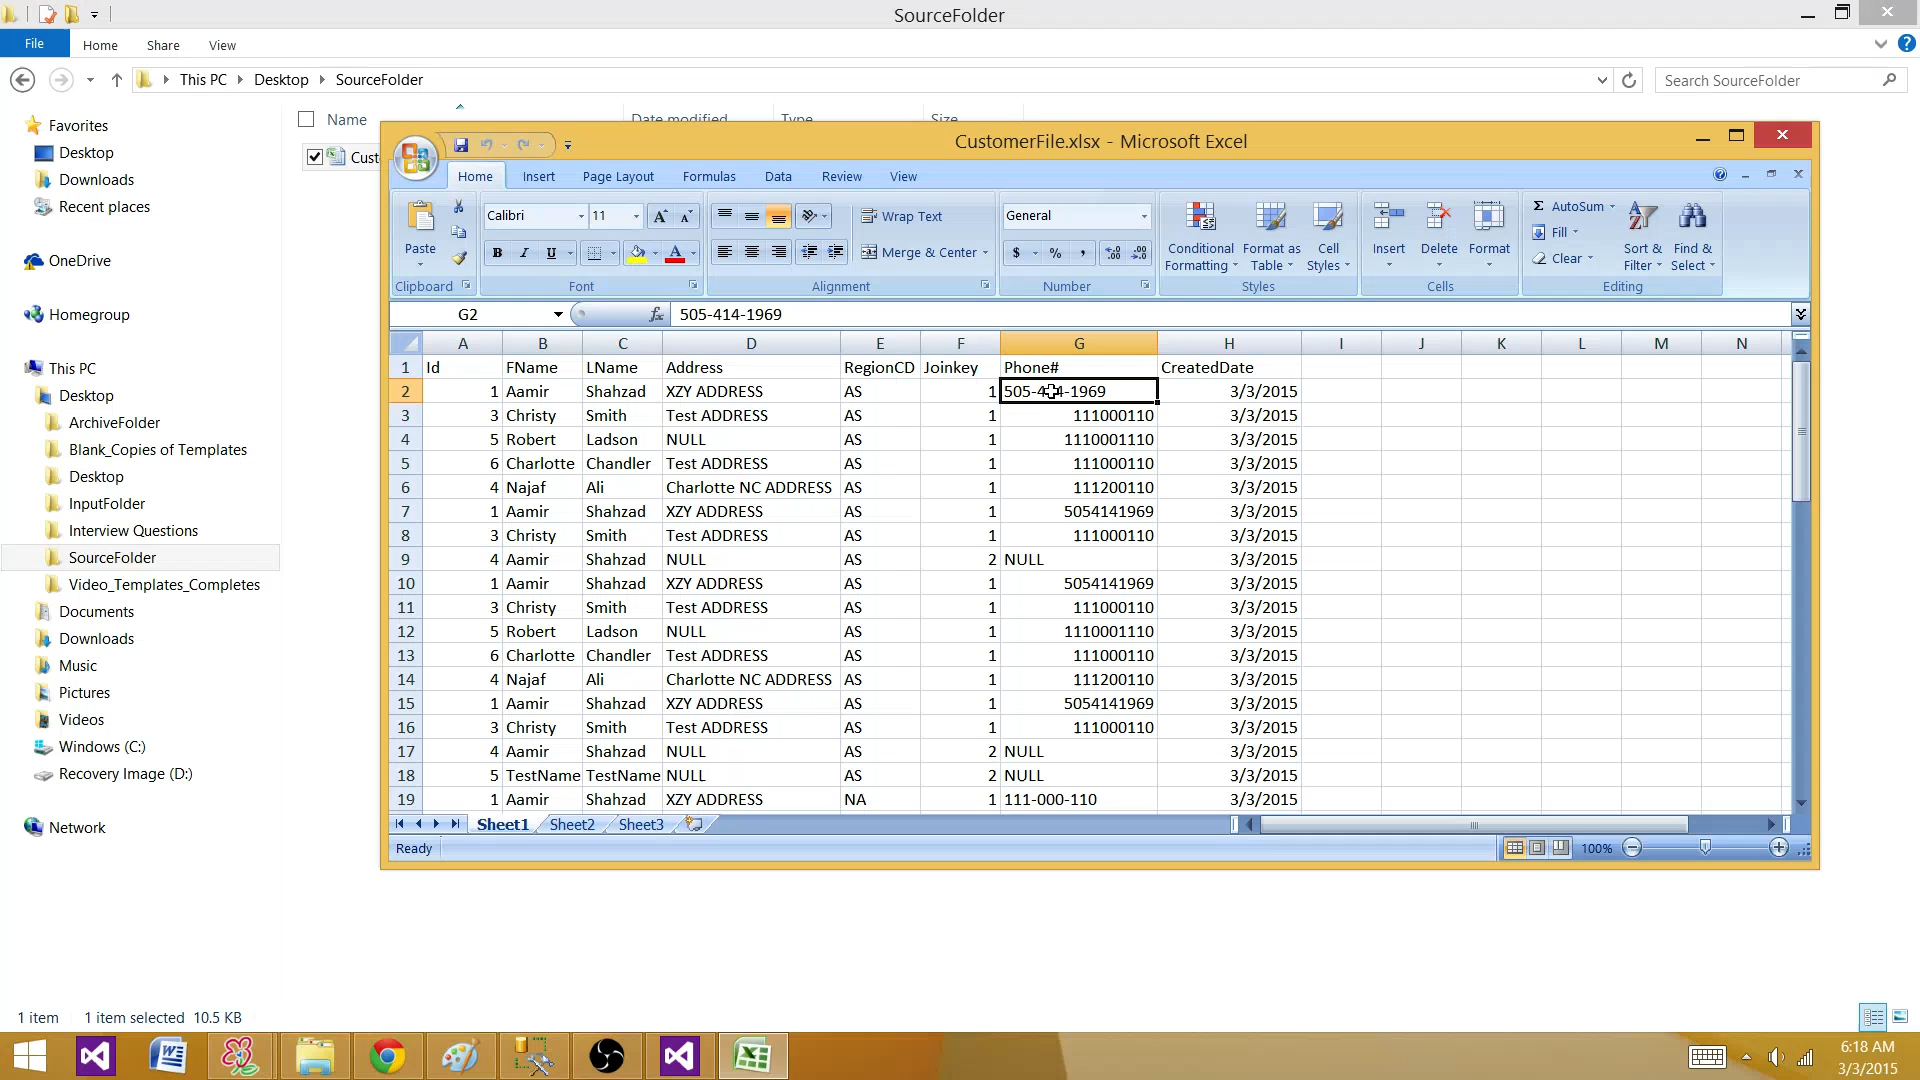 SourceFolder
File Home Share View
This PC Desktop SourceFolder
Search SourceFolder
Name Date modified Type Size
Favorites
Desktop
Downloads
Recent places
OneDrive
Homegroup
This PC
Desktop
ArchiveFolder
Blank_Copies of Templates
Desktop
InputFolder
Interview Questions
SourceFolder
Video_Templates_Completes
Documents
Downloads
Music
Pictures
Videos
Windows (C:)
Recovery Image (D:)
Network
CustomerFile.xlsx - Microsoft Excel
Home Insert Page Layout Formulas Data Review View
Paste
Clipboard
Calibri 11
B I U
Font
Wrap Text
Merge & Center
Alignment
General
$ % ,
Number
Conditional Formatting
Format as Table
Cell Styles
Styles
Insert Delete Format
Cells
Σ AutoSum
Fill
Clear
Sort & Filter
Find & Select
Editing
G2 fx 505-414-1969
A B C D E F G H I J K L M N
1 Id FName LName Address RegionCD Joinkey Phone# CreatedDate
2 1 Aamir Shahzad XZY ADDRESS AS 1 505-414-1969 3/3/2015
3 3 Christy Smith Test ADDRESS AS 1 111000110 3/3/2015
4 5 Robert Ladson NULL AS 1 1110001110 3/3/2015
5 6 Charlotte Chandler Test ADDRESS AS 1 111000110 3/3/2015
6 4 Najaf Ali Charlotte NC ADDRESS AS 1 111200110 3/3/2015
7 1 Aamir Shahzad XZY ADDRESS AS 1 5054141969 3/3/2015
8 3 Christy Smith Test ADDRESS AS 1 111000110 3/3/2015
9 4 Aamir Shahzad NULL AS 2 NULL 3/3/2015
10 1 Aamir Shahzad XZY ADDRESS AS 1 5054141969 3/3/2015
11 3 Christy Smith Test ADDRESS AS 1 111000110 3/3/2015
12 5 Robert Ladson NULL AS 1 1110001110 3/3/2015
13 6 Charlotte Chandler Test ADDRESS AS 1 111000110 3/3/2015
14 4 Najaf Ali Charlotte NC ADDRESS AS 1 111200110 3/3/2015
15 1 Aamir Shahzad XZY ADDRESS AS 1 5054141969 3/3/2015
16 3 Christy Smith Test ADDRESS AS 1 111000110 3/3/2015
17 4 Aamir Shahzad NULL AS 2 NULL 3/3/2015
18 5 TestName TestName NULL AS 2 NULL 3/3/2015
19 1 Aamir Shahzad XZY ADDRESS NA 1 111-000-110 3/3/2015
Sheet1 Sheet2 Sheet3
Ready 100%
1 item 1 item selected 10.5 KB
6:18 AM
3/3/2015